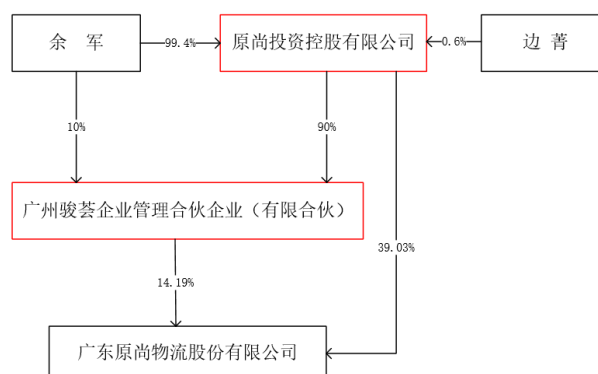 余 军
99.4%
原尚投资控股有限公司
0.6%
边 菁
10%
90%
广州骏荟企业管理合伙企业（有限合伙）
39.03%
14.19%
广东原尚物流股份有限公司